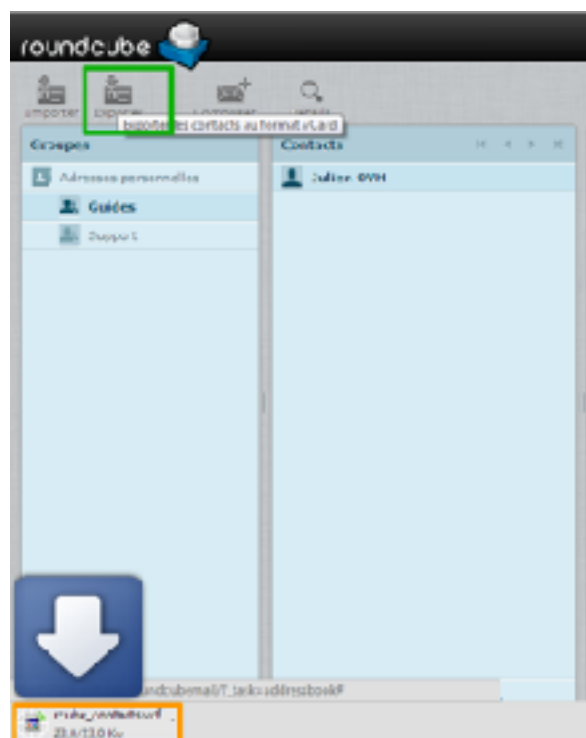 roundcube
Importer Exporter
Exporter les contacts au format vCard
Groupes
Contacts
Adresses personnelles
Julien OVH
Guides
Support